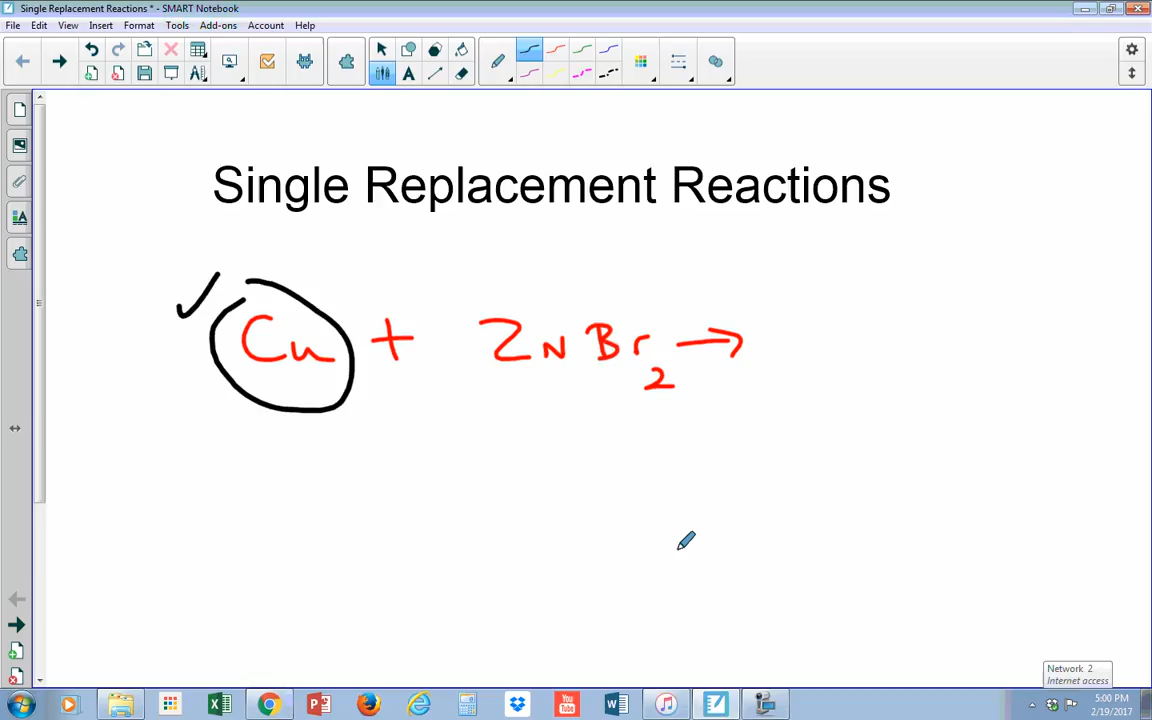 Single Replacement Reactions * - SMART Notebook
File Edit View Insert Format Tools Add-ons Account Help
Single Replacement Reactions
Cu + ZNBr2 →
Network 2
Internet access
5:00 PM
2/19/2017